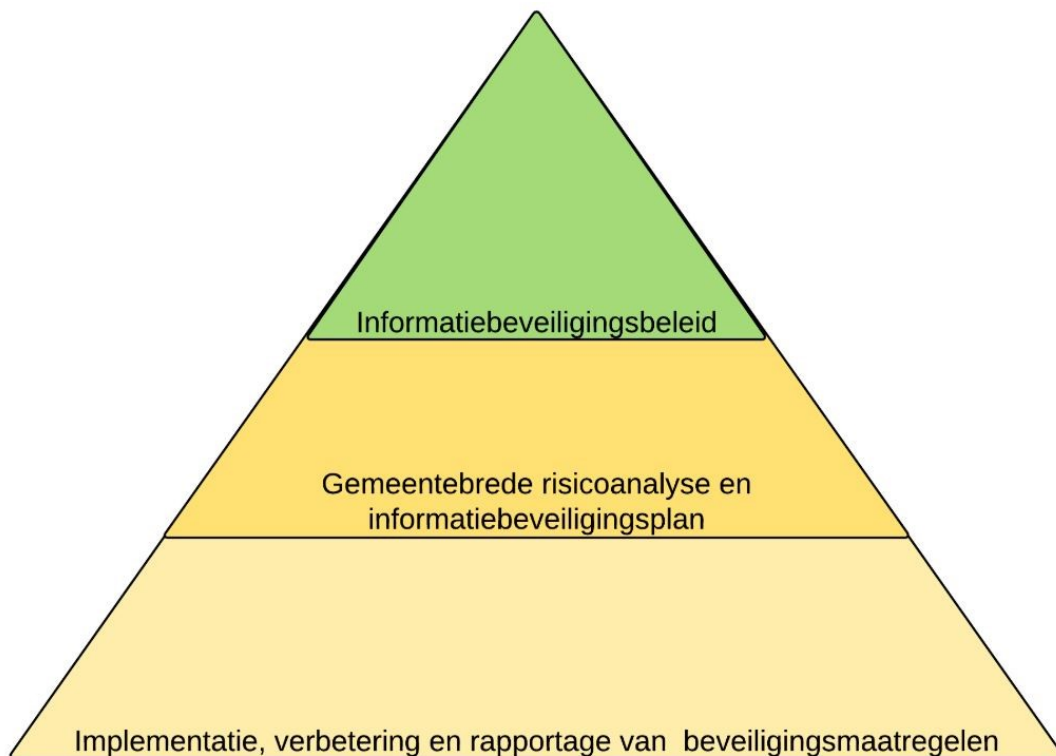 Informatiebeveiligingsbeleid
Gemeentebrede risicoanalyse en
informatiebeveiligingsplan
Implementatie, verbetering en rapportage van  beveiligingsmaatregelen